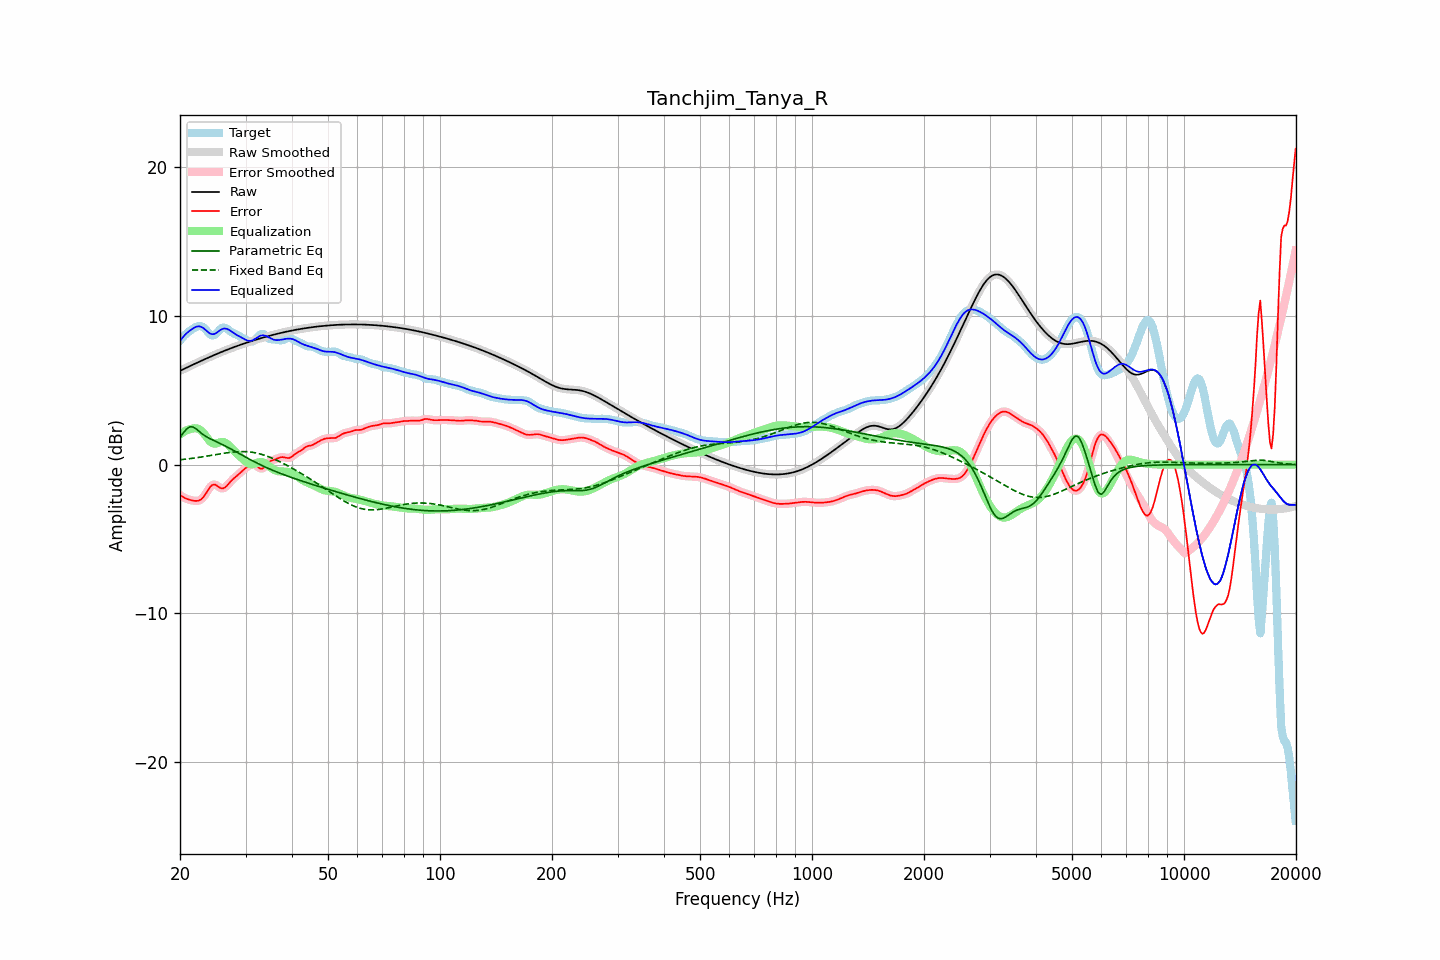 Tanchjim_Tanya_R
Target
Raw Smoothed
Error Smoothed
Raw
Error
Equalization
Parametric Eq
Fixed Band Eq
Equalized
20
10
0
−10
−20
Amplitude (dBr)
20
50
100
200
500
1000
2000
5000
10000
20000
Frequency (Hz)